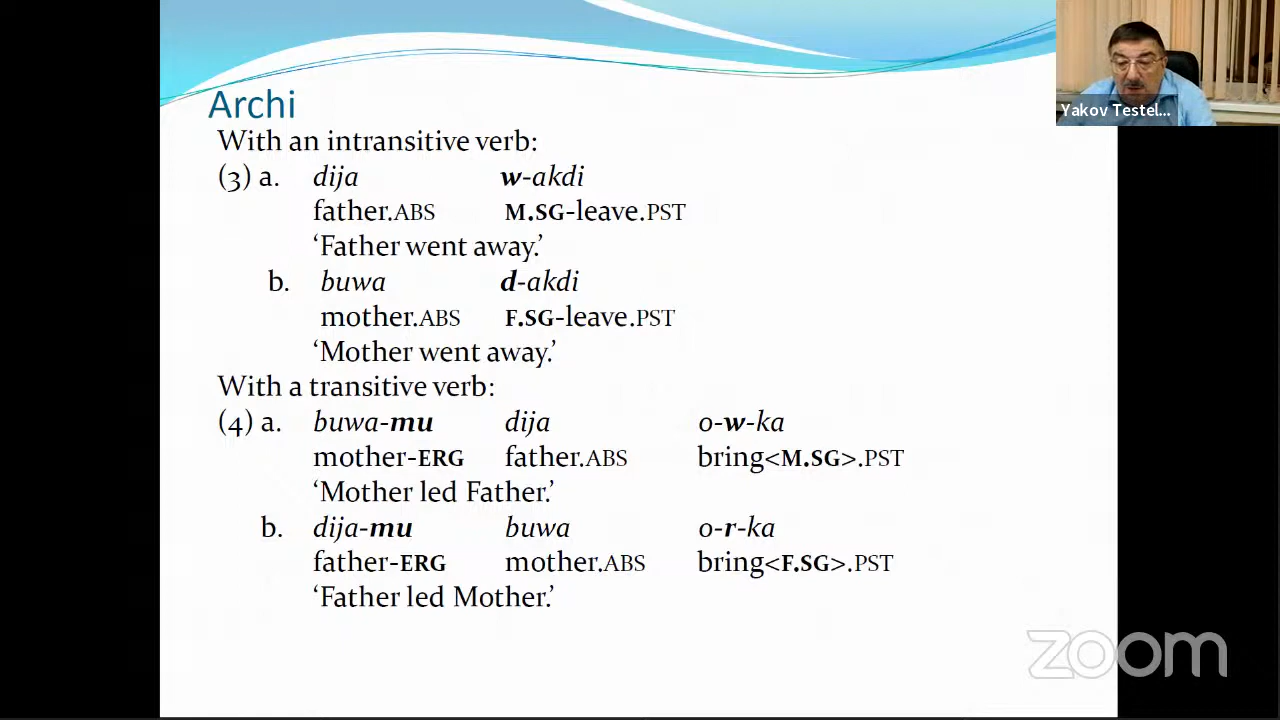 Archi
With an intransitive verb:
(3) a. dija w-akdi
father.ABS M.SG-leave.PST
‘Father went away.’
b. buwa d-akdi
mother.ABS F.SG-leave.PST
‘Mother went away.’
With a transitive verb:
(4) a. buwa-mu dija o-w-ka
mother-ERG father.ABS bring<M.SG>.PST
‘Mother led Father.’
b. dija-mu buwa o-r-ka
father-ERG mother.ABS bring<F.SG>.PST
‘Father led Mother.’
Yakov Testel...
zoom